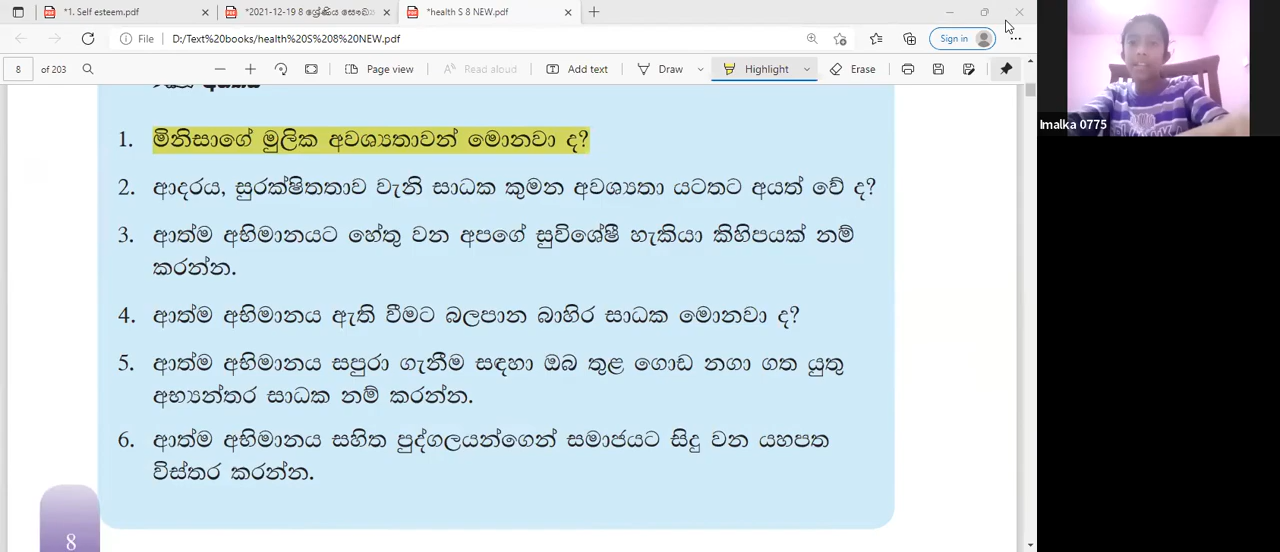 *1. Self esteem.pdf
*2021-12-19 8 ශ්‍රේණිය සෞඛ්‍ය
*health S 8 NEW.pdf
File
D:/Text%20books/health%20S%208%20NEW.pdf
Sign in
8 of 203
Page view
Read aloud
Add text
Draw
Highlight
Erase
1. මිනිසාගේ මූලික අවශ්‍යතාවන් මොනවා ද?
2. ආදරය, සුරක්ෂිතතාව වැනි සාධක කුමන අවශ්‍යතා යටතට අයත් වේ ද?
3. ආත්ම අභිමානයට හේතු වන අපගේ සුවිශේෂී හැකියා කිහිපයක් නම්
කරන්න.
4. ආත්ම අභිමානය ඇති වීමට බලපාන බාහිර සාධක මොනවා ද?
5. ආත්ම අභිමානය සපුරා ගැනීම සඳහා ඔබ තුළ ගොඩ නගා ගත යුතු
අභ්‍යන්තර සාධක නම් කරන්න.
6. ආත්ම අභිමානය සහිත පුද්ගලයන්ගෙන් සමාජයට සිදු වන යහපත
විස්තර කරන්න.
8
Imalka 0775